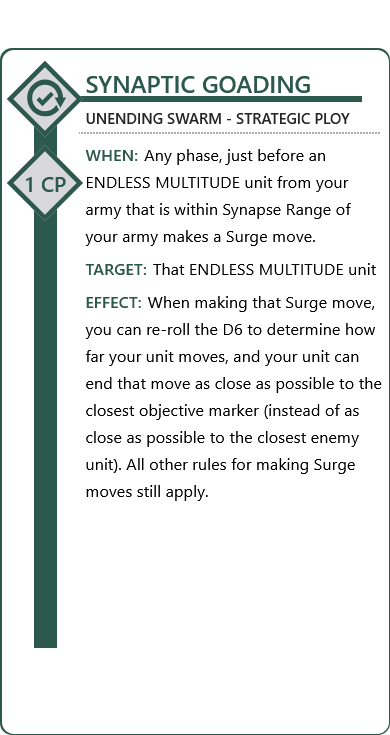 SYNAPTIC GOADING
UNENDING SWARM - STRATEGIC PLOY
1 CP
WHEN: Any phase, just before an
ENDLESS MULTITUDE unit from your
army that is within Synapse Range of
your army makes a Surge move.
TARGET: That ENDLESS MULTITUDE unit
EFFECT: When making that Surge move,
you can re-roll the D6 to determine how
far your unit moves, and your unit can
end that move as close as possible to the
closest objective marker (instead of as
close as possible to the closest enemy
unit). All other rules for making Surge
moves still apply.